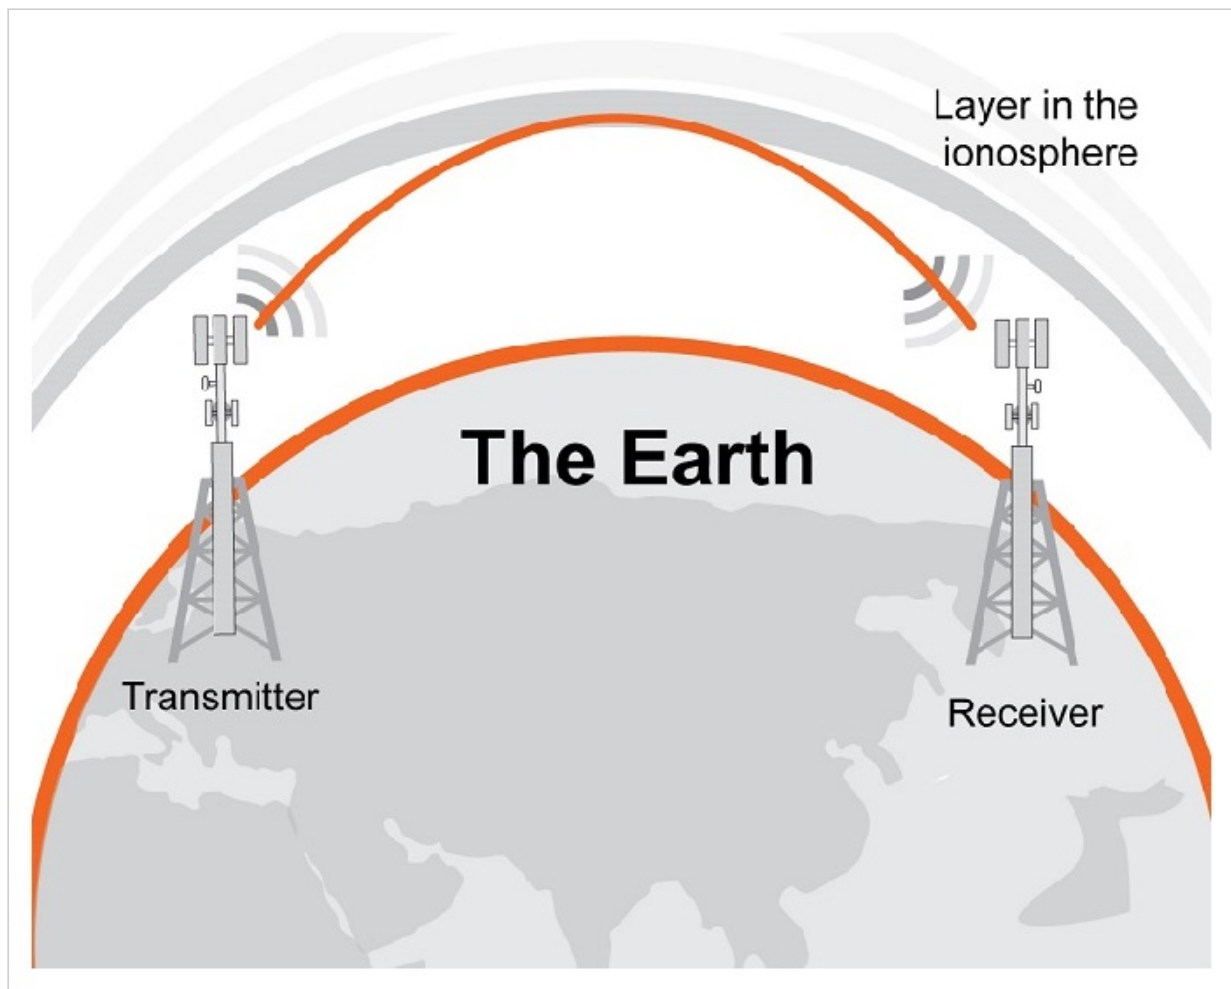 Layer in the
ionosphere
The Earth
Transmitter
Receiver